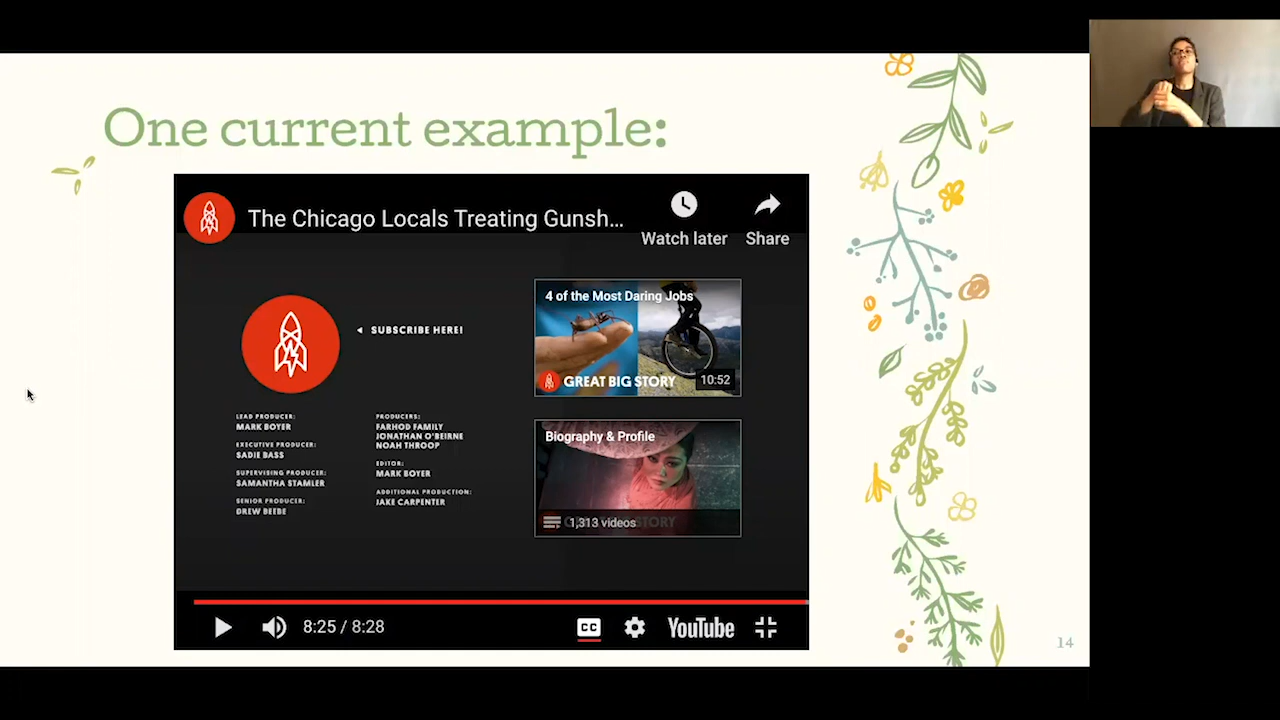 One current example:
The Chicago Locals Treating Gunsh...
Watch later
Share
SUBSCRIBE HERE!
LEAD PRODUCER:
MARK BOYER
EXECUTIVE PRODUCER:
SADIE BASS
SUPERVISING PRODUCER:
SAMANTHA STAMLER
SENIOR PRODUCER:
DREW BEEBE
PRODUCERS:
FARHOD FAMILY
JONATHAN O'BEIRNE
NOAH THROOP
EDITOR:
MARK BOYER
ADDITIONAL PRODUCTION:
JAKE CARPENTER
4 of the Most Daring Jobs
GREAT BIG STORY
10:52
Biography & Profile
GREAT BIG STORY
1,313 videos
8:25 / 8:28
CC
YouTube
14